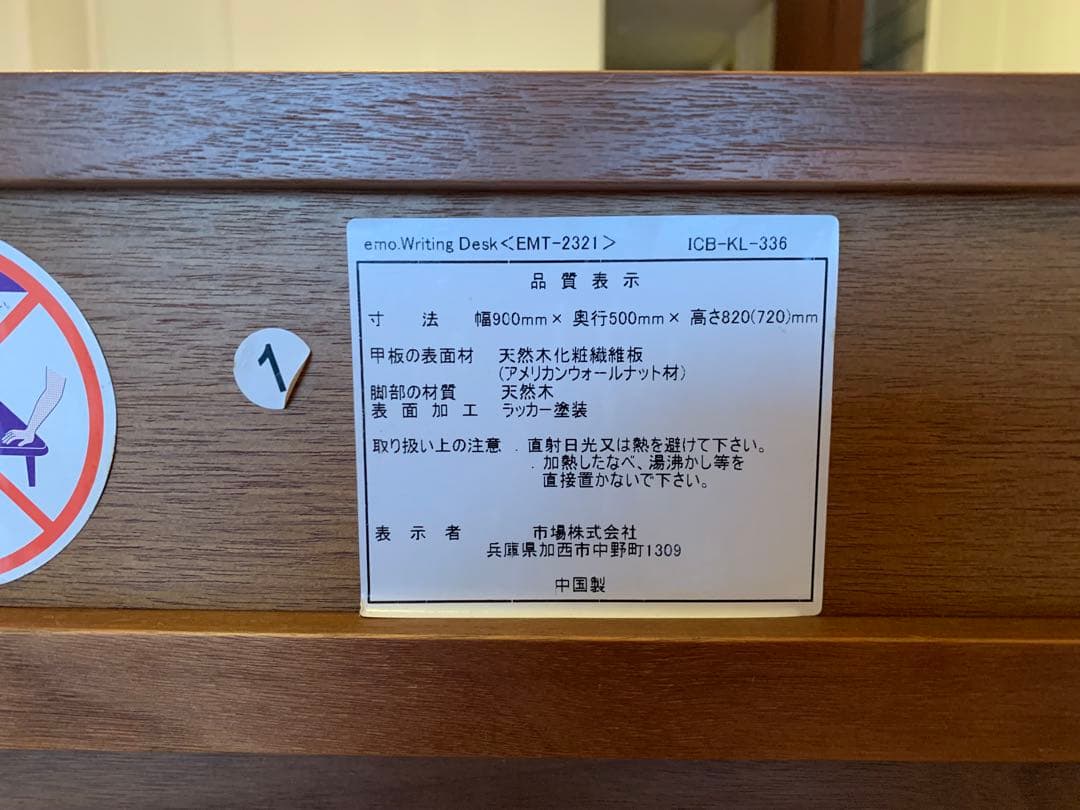 emo.Writing Desk<EMT-2321> ICB-KL-336
品質表示
寸法 幅900mm× 奥行500mm× 高さ820(720)mm
甲板の表面材 天然木化粧繊維板
(アメリカンウォールナット材)
脚部の材質 天然木
表面加工 ラッカー塗装
取り扱い上の注意 . 直射日光又は熱を避けて下さい。
. 加熱したなべ、湯沸かし等を
直接置かないで下さい。
表示者 市場株式会社
兵庫県加西市中野町1309
中国製
1